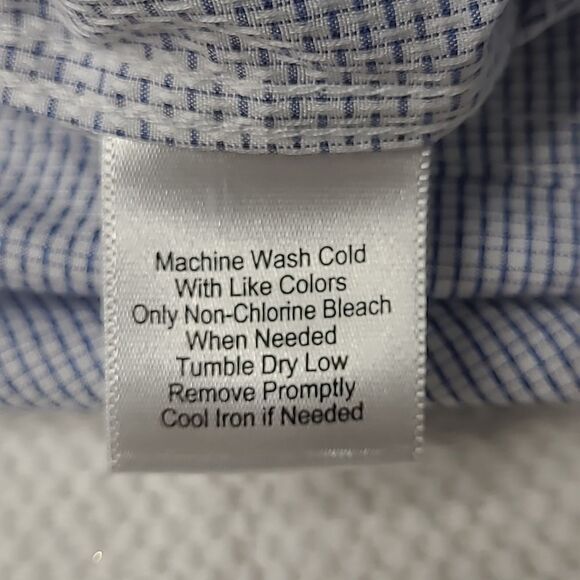 Machine Wash Cold
With Like Colors
Only Non-Chlorine Bleach
When Needed
Tumble Dry Low
Remove Promptly
Cool Iron if Needed